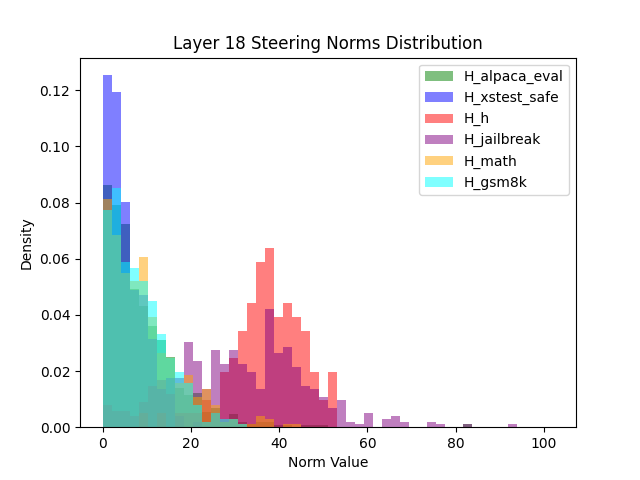 Layer 18 Steering Norms Distribution
H_alpaca_eval
H_xstest_safe
H_h
H_jailbreak
H_math
H_gsm8k
0.12
0.10
0.08
0.06
0.04
0.02
0.00
Density
0 20 40 60 80 100
Norm Value